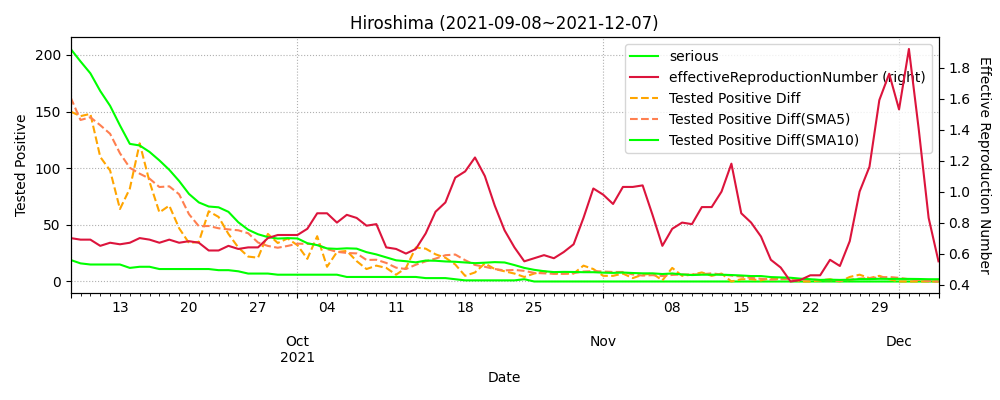 Hiroshima (2021-09-08~2021-12-07)
serious
effectiveReproductionNumber (right)
Tested Positive Diff
Tested Positive Diff(SMA5)
Tested Positive Diff(SMA10)
Tested Positive
200
150
100
50
0
Effective Reproduction Number
1.8
1.6
1.4
1.2
1.0
0.8
0.6
0.4
13 20 27 04 11 18 25 08 15 22 29
Oct Nov Dec
2021
Date